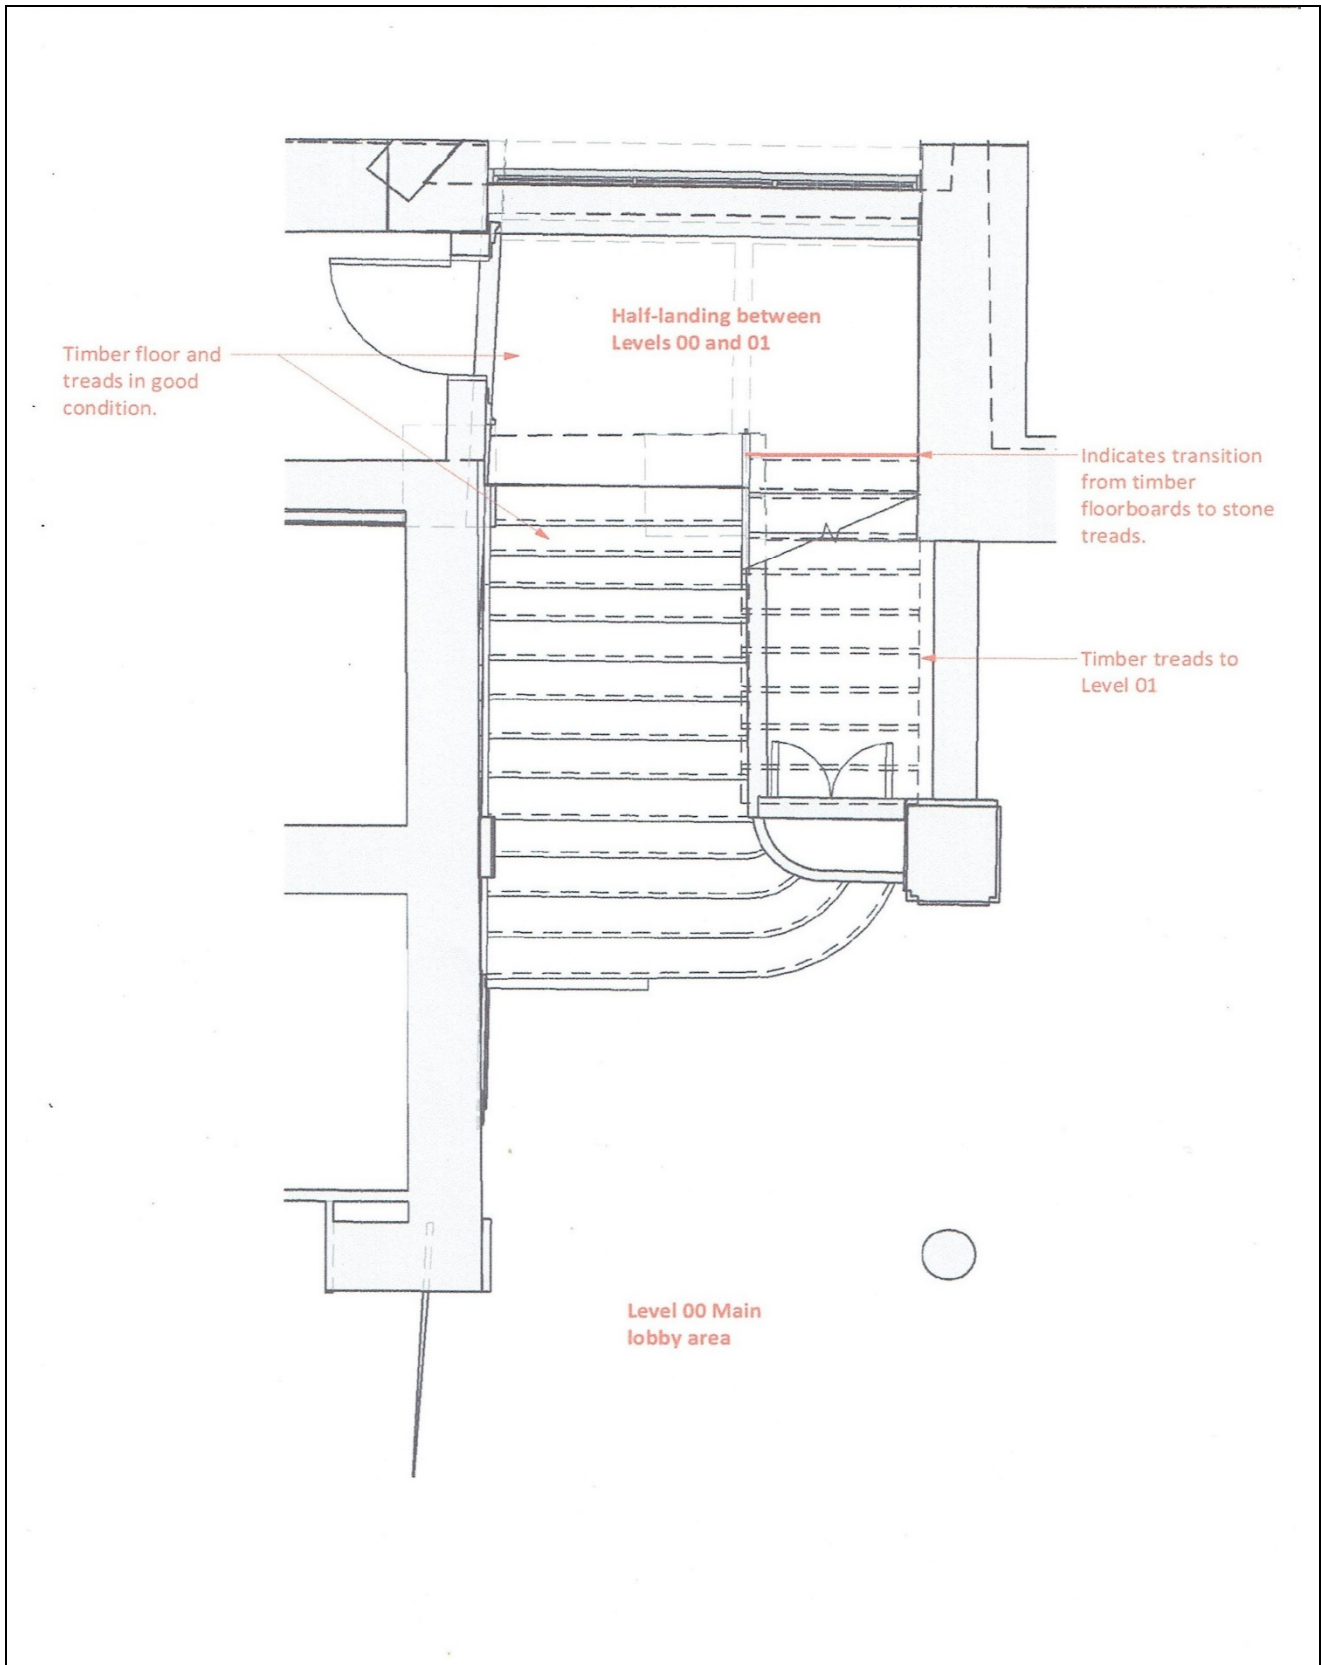 Half-landing between
Levels 00 and 01
Timber floor and
treads in good
condition.
Indicates transition
from timber
floorboards to stone
treads.
Timber treads to
Level 01
Level 00 Main
lobby area